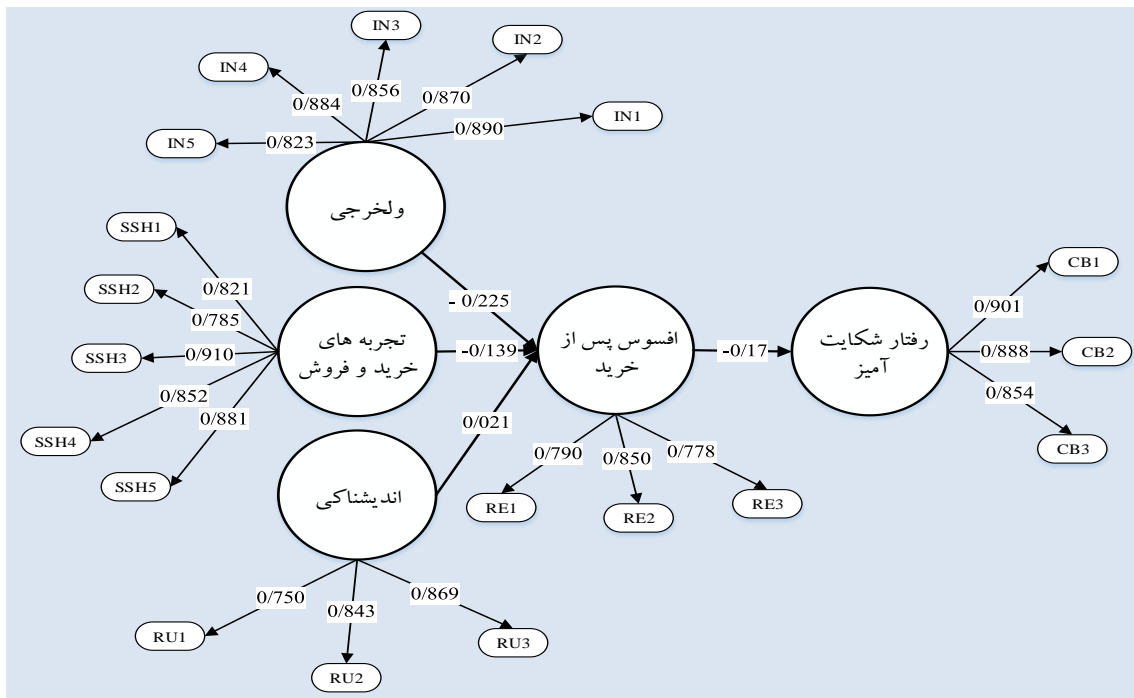 IN3
IN2
IN4
0/856
0/884
0/870
IN1
0/890
IN5
0/823
ولخرجی
SSH1
0/821
SSH2
0/785
- 0/225
CB1
0/901
تجربه های
خرید و فروش
SSH3
0/910
-0/139
افسوس پس از
خرید
-0/17
رفتار شکایت
آمیز
0/888
CB2
0/852
0/854
SSH4
0/881
0/021
CB3
0/790
0/850
0/778
SSH5
اندیشناکی
RE1
RE2
RE3
0/750
0/843
0/869
RU1
RU2
RU3